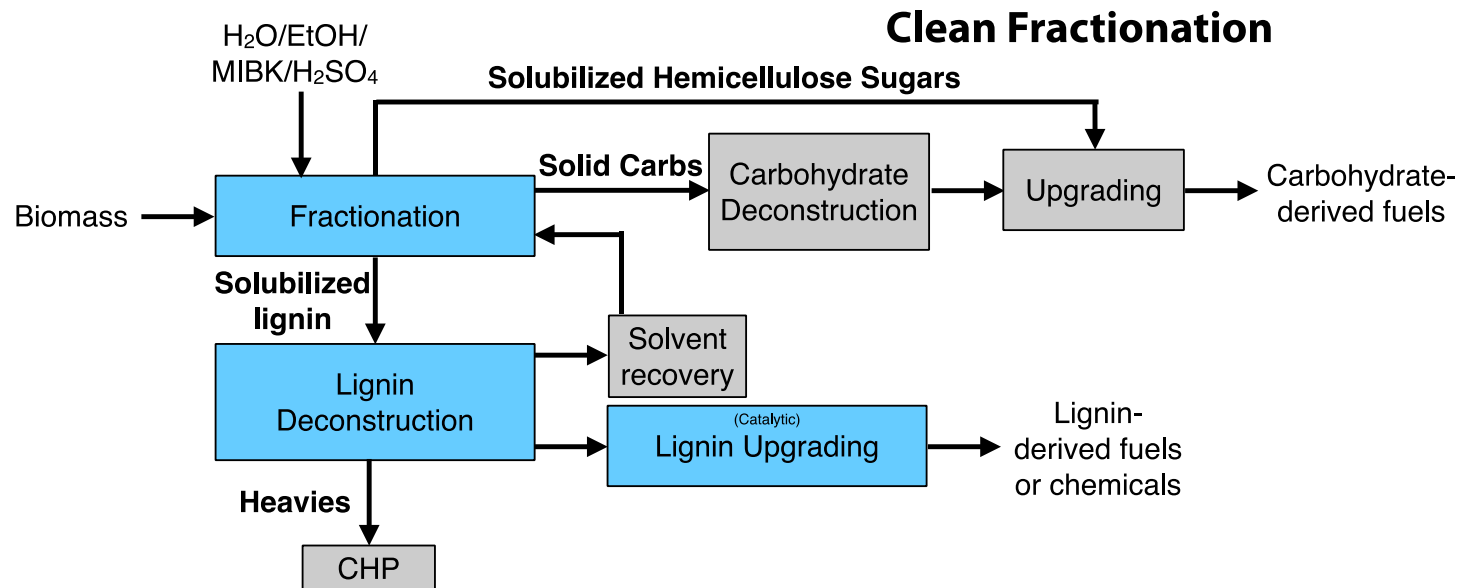 Clean Fractionation
H₂O/EtOH/
MIBK/H₂SO₄
Solubilized Hemicellulose Sugars
Solid Carbs
Carbohydrate
Deconstruction
Upgrading
Carbohydrate-
derived fuels
Biomass
Fractionation
Solubilized
lignin
Solvent
recovery
Lignin
Deconstruction
(Catalytic)
Lignin Upgrading
Lignin-
derived fuels
or chemicals
Heavies
CHP